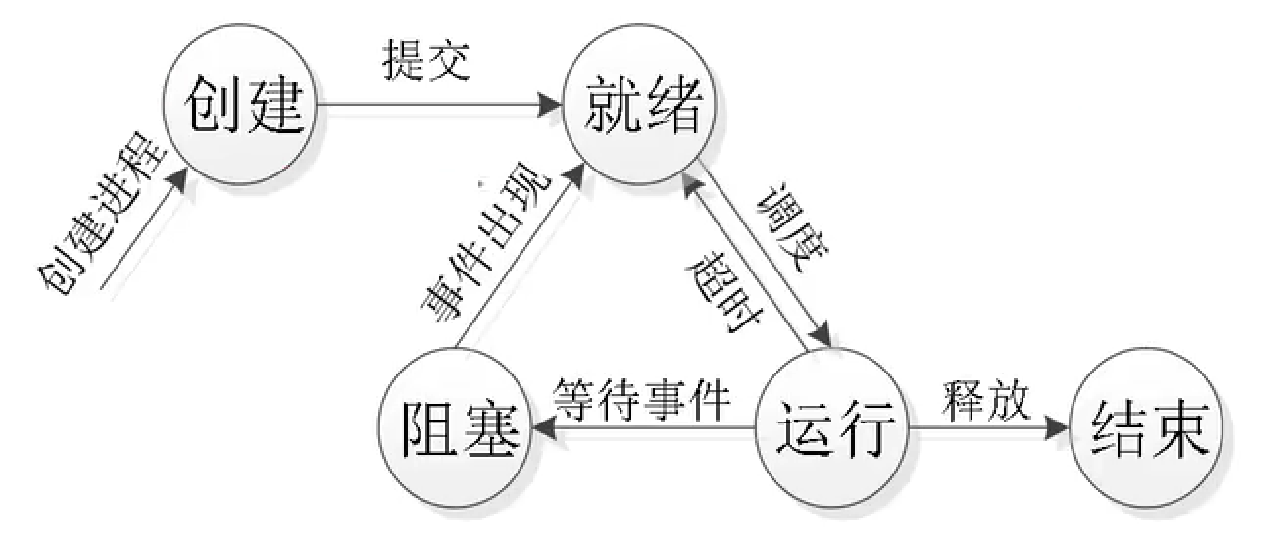 提交
创建
就绪
创建进程
事件出现
调度
超时
等待事件
释放
阻塞
运行
结束